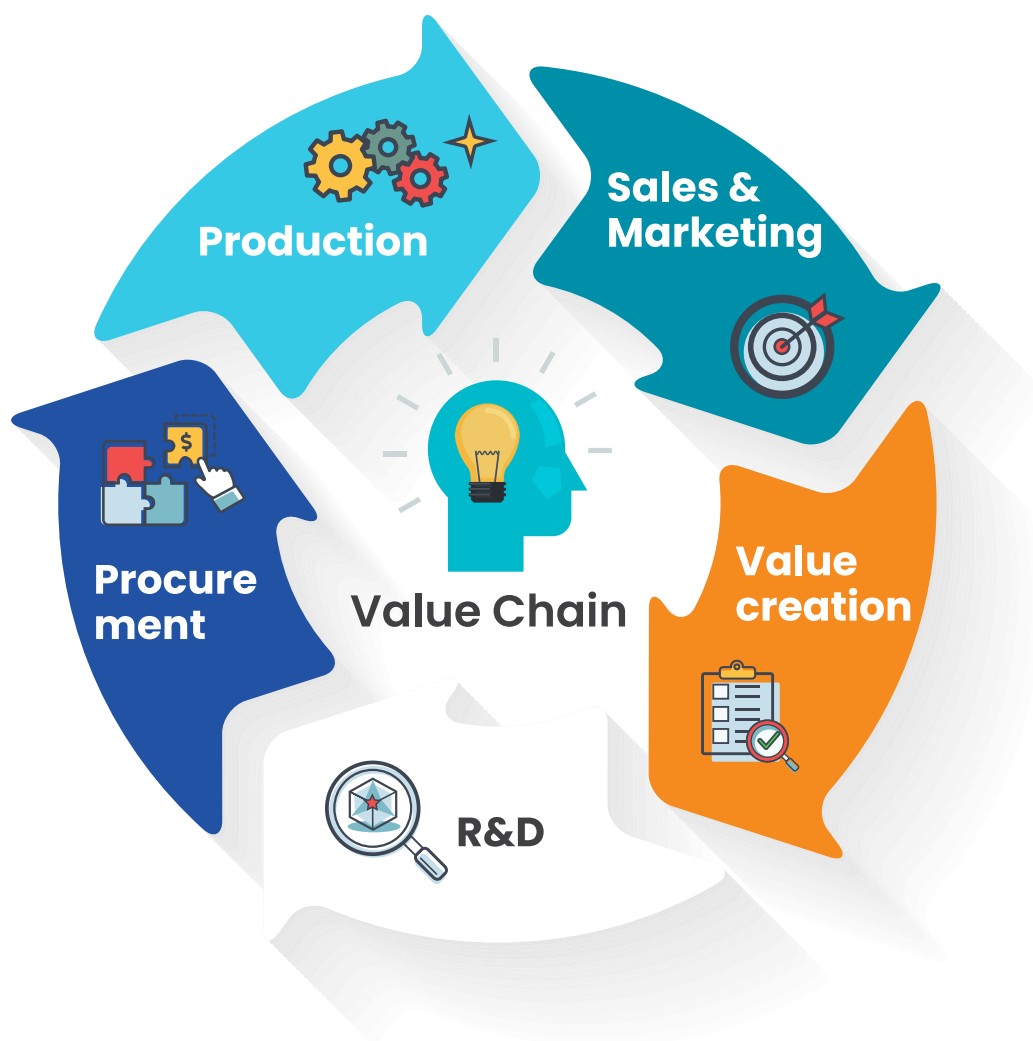 Production
Sales &
Marketing
$
Procure
ment
Value
creation
Value Chain
R&D